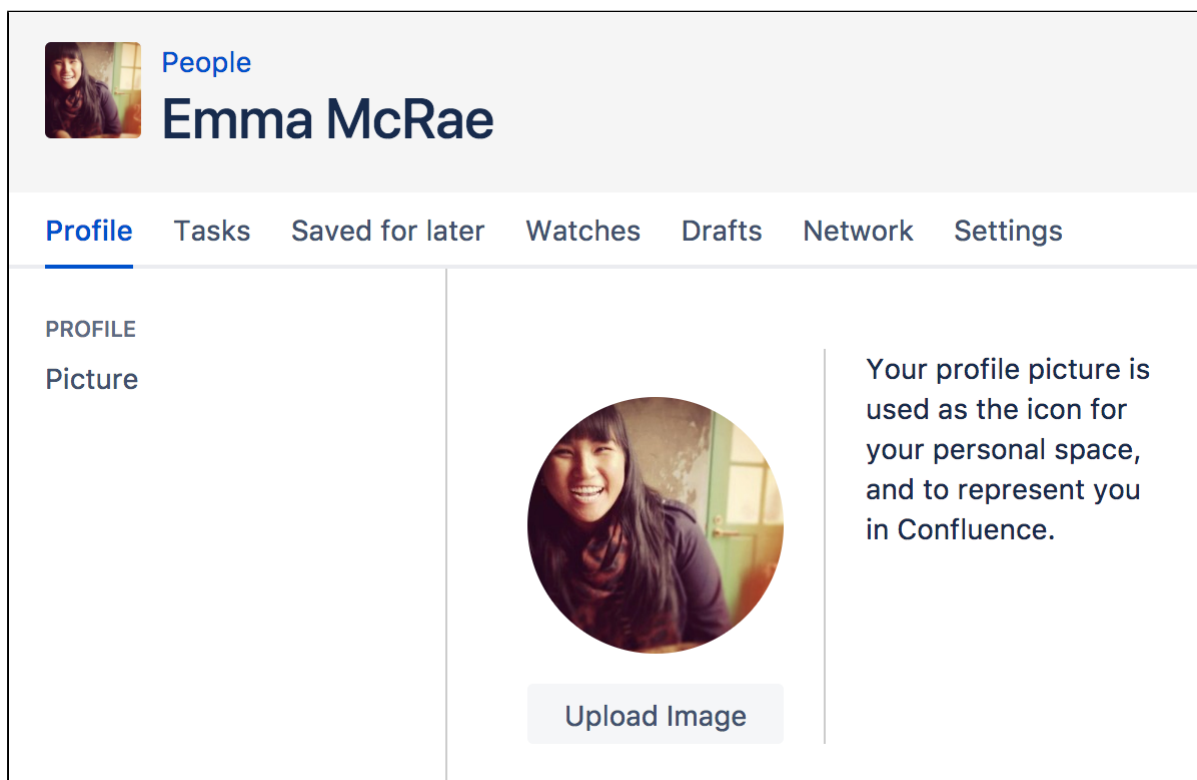 People
Emma McRae
Profile Tasks Saved for later Watches Drafts Network Settings
PROFILE
Picture
Your profile picture is
used as the icon for
your personal space,
and to represent you
in Confluence.
Upload Image